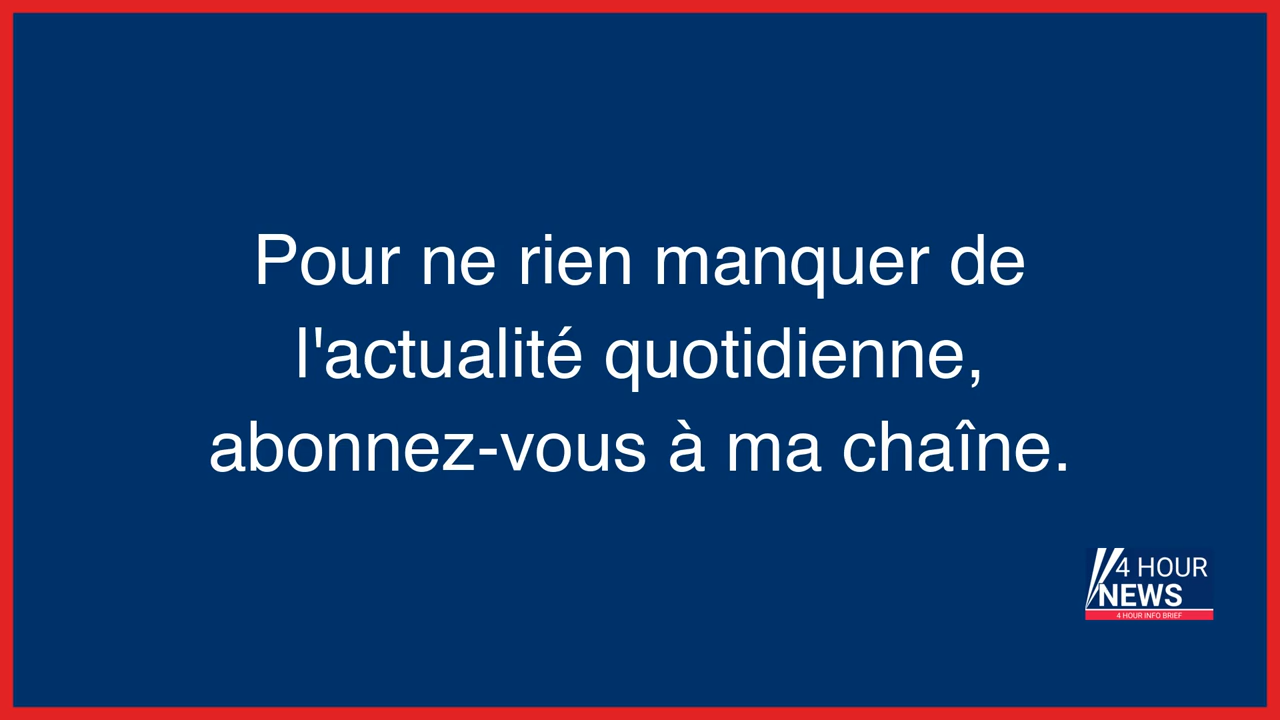 Pour ne rien manquer de
l'actualité quotidienne,
abonnez-vous à ma chaîne.
4 HOUR
NEWS
4 HOUR INFO BRIEF